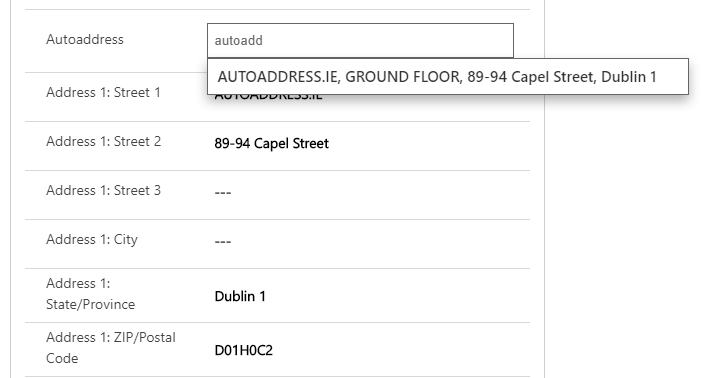 Autoaddress autoadd
AUTOADDRESS.IE, GROUND FLOOR, 89-94 Capel Street, Dublin 1
Address 1: Street 1 AUTOADDRESS.IE
Address 1: Street 2 89-94 Capel Street
Address 1: Street 3 ---
Address 1: City ---
Address 1:
State/Province Dublin 1
Address 1: ZIP/Postal
Code D01H0C2